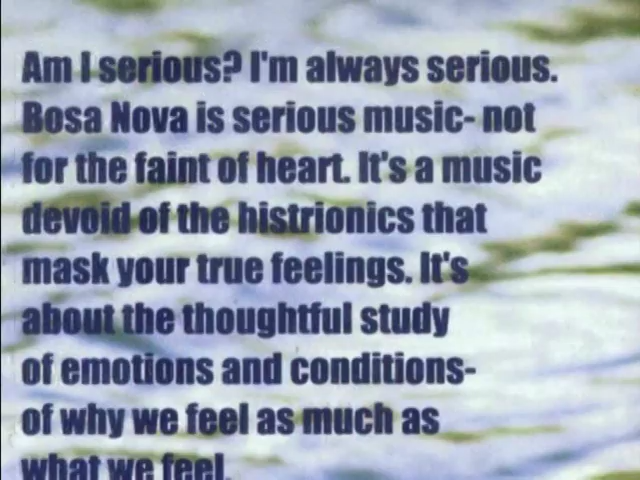 Am I serious? I'm always serious.
Bosa Nova is serious music- not
for the faint of heart. It's a music
devoid of the histrionics that
mask your true feelings. It's
about the thoughtful study
of emotions and conditions-
of why we feel as much as
what we feel.